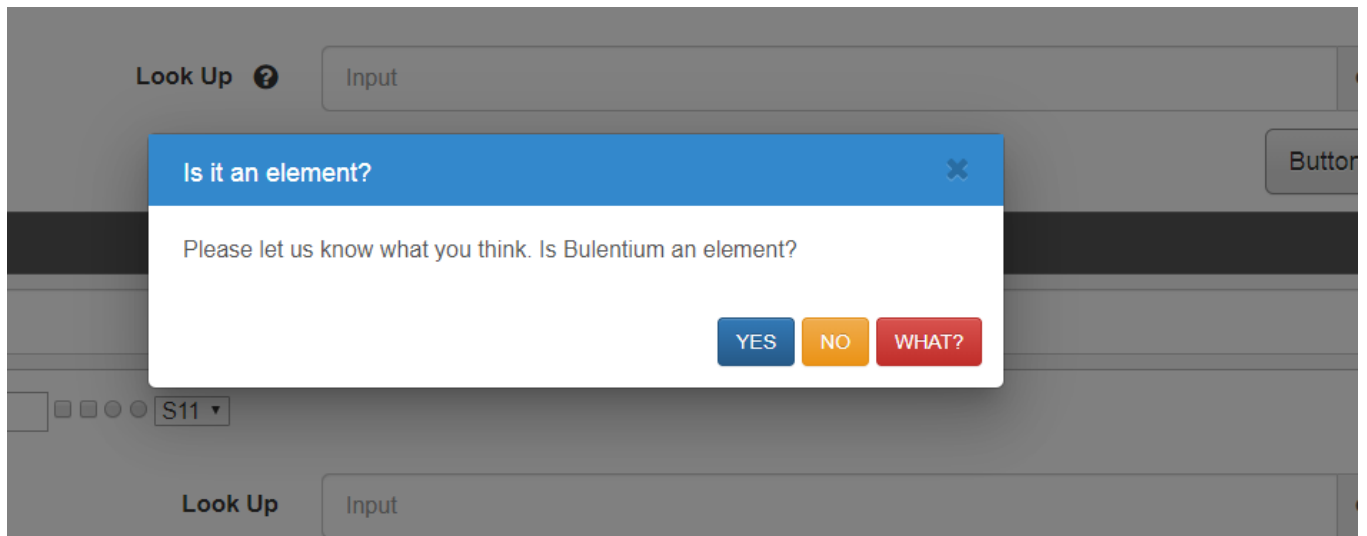 Look Up
Input
Is it an element?
Button
Please let us know what you think. Is Bulentium an element?
YES NO WHAT?
S11
Look Up
Input